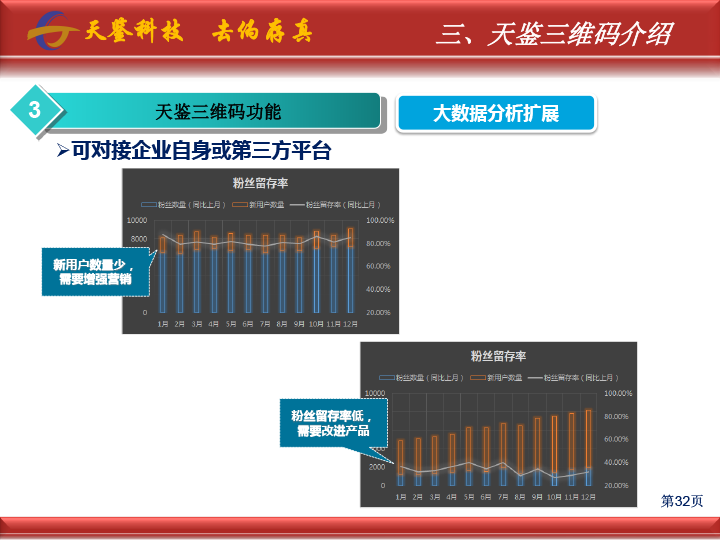 天鉴科技 去伪存真
三、天鉴三维码介绍
3
天鉴三维码功能
大数据分析扩展
➢可对接企业自身或第三方平台
粉丝留存率
粉丝数量（同比上月） 新用户数量 粉丝留存率（同比上月）
10000 100.00%
8000 80.00%
60.00%
40.00%
0 20.00%
1月 2月 3月 4月 5月 6月 7月 8月 9月 10月 11月 12月
新用户数量少，
需要增强营销
粉丝留存率
粉丝数量（同比上月） 新用户数量 粉丝留存率（同比上月）
10000 100.00%
80.00%
60.00%
2000 40.00%
0 20.00%
1月 2月 3月 4月 5月 6月 7月 8月 9月 10月 11月 12月
粉丝留存率低，
需要改进产品
第32页